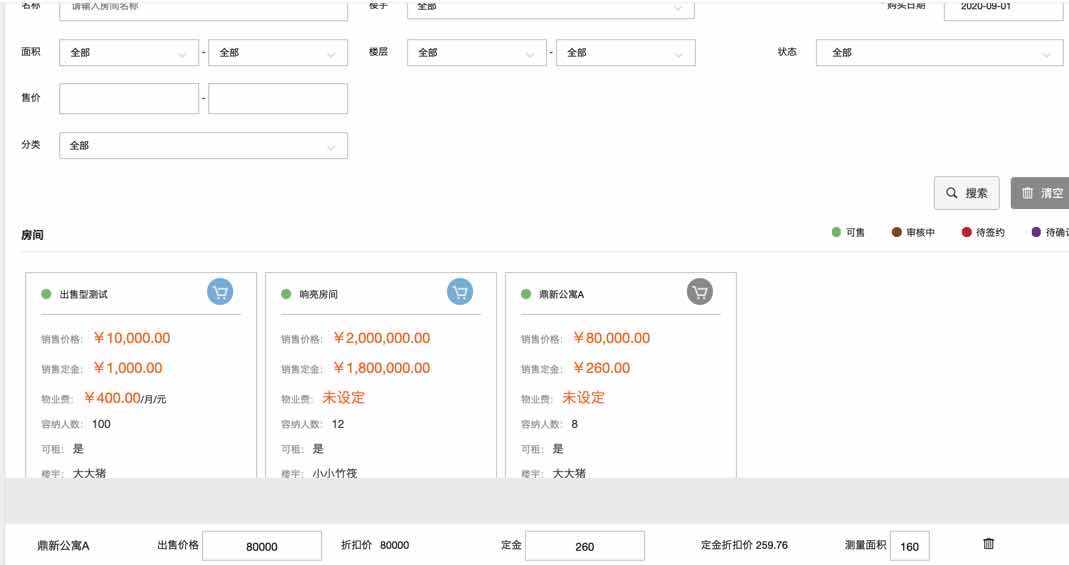 名称 请输入房间名称 楼宇 全部 * 购买日期 2020-09-01
面积 全部 - 全部 楼层 全部 - 全部 状态 全部
售价 -
分类 全部
搜索 清空
房间 可售 审核中 待签约 待确
出售型测试
销售价格: ￥10,000.00
销售定金: ￥1,000.00
物业费: ￥400.00/月/元
容纳人数: 100
可租: 是
楼宇: 大大猪
响亮房间
销售价格: ￥2,000,000.00
销售定金: ￥1,800,000.00
物业费: 未设定
容纳人数: 12
可租: 是
楼宇: 小小竹筏
鼎新公寓A
销售价格: ￥80,000.00
销售定金: ￥260.00
物业费: 未设定
容纳人数: 8
可租: 是
楼宇: 大大猪
鼎新公寓A 出售价格 80000 折扣价 80000 定金 260 定金折扣价 259.76 测量面积 160